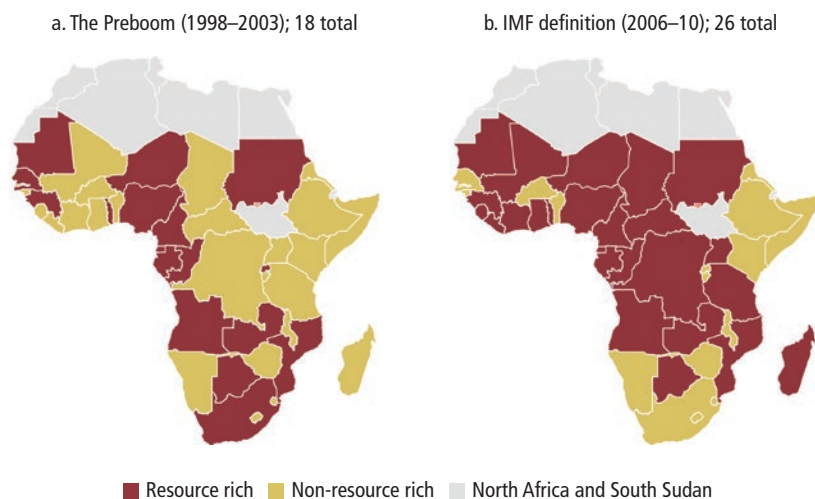 a. The Preboom (1998–2003); 18 total
b. IMF definition (2006–10); 26 total
Resource rich
Non-resource rich
North Africa and South Sudan